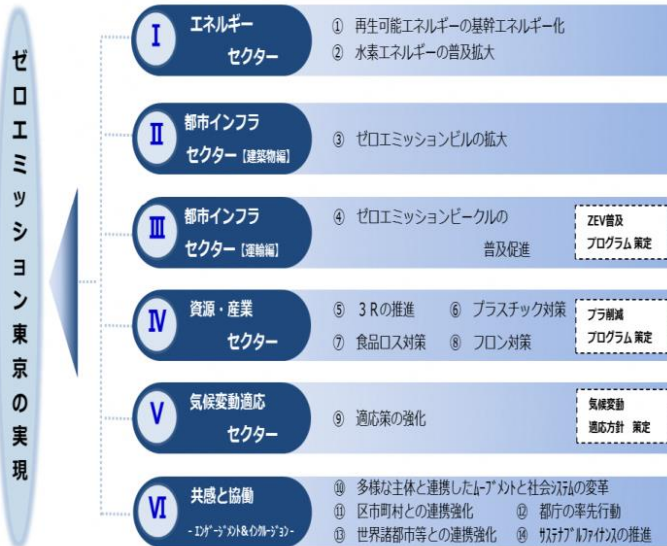 ゼロエミッション東京の実現
Ⅰ
エネルギー
セクター
① 再生可能エネルギーの基幹エネルギー化
② 水素エネルギーの普及拡大
Ⅱ
都市インフラ
セクター【建築物編】
③ ゼロエミッションビルの拡大
Ⅲ
都市インフラ
セクター【運輸編】
④ ゼロエミッションビークルの
普及促進
ZEV普及
プログラム 策定
Ⅳ
資源・産業
セクター
⑤ 3Rの推進 ⑥ プラスチック対策
⑦ 食品ロス対策 ⑧ フロン対策
プラ削減
プログラム 策定
Ⅴ
気候変動適応
セクター
⑨ 適応策の強化
気候変動
適応方針 策定
Ⅵ
共感と協働
- エンゲージメント&インクルージョン -
⑩ 多様な主体と連携したムーブメントと社会システムの変革
⑪ 区市町村との連携強化 ⑫ 都庁の率先行動
⑬ 世界諸都市等との連携強化 ⑭ サステナブルファイナンスの推進